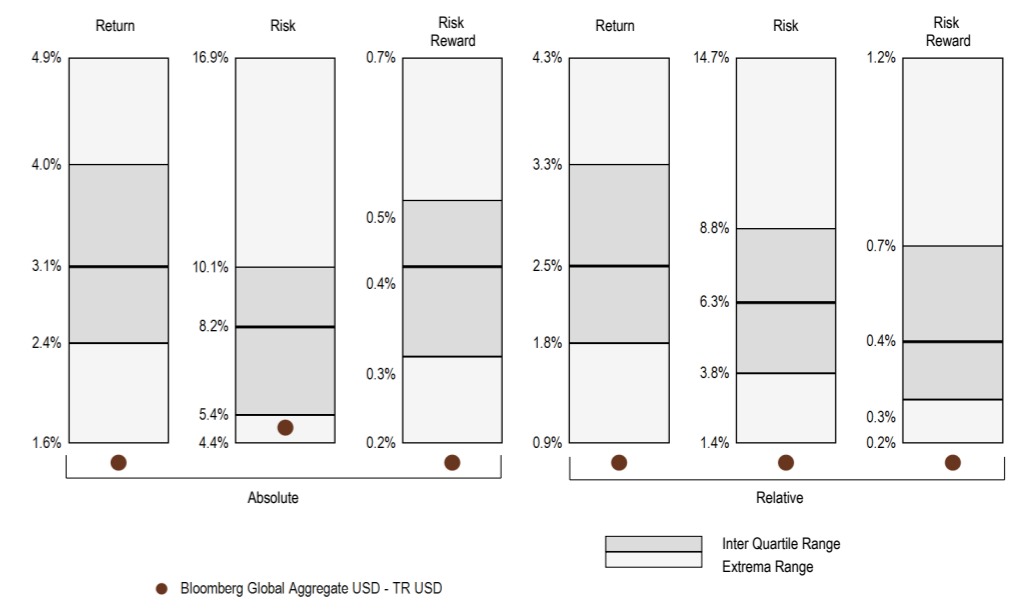 Return
Risk
Risk
Reward
Return
Risk
Risk
Reward
4.9%
16.9%
0.7%
4.3%
14.7%
1.2%
4.0%
3.3%
0.5%
8.8%
0.7%
3.1%
10.1%
0.4%
2.5%
6.3%
2.4%
8.2%
0.3%
1.8%
3.8%
0.4%
5.4%
0.3%
1.6%
4.4%
0.2%
0.9%
1.4%
0.2%
Absolute
Relative
Inter Quartile Range
Extrema Range
Bloomberg Global Aggregate USD - TR USD